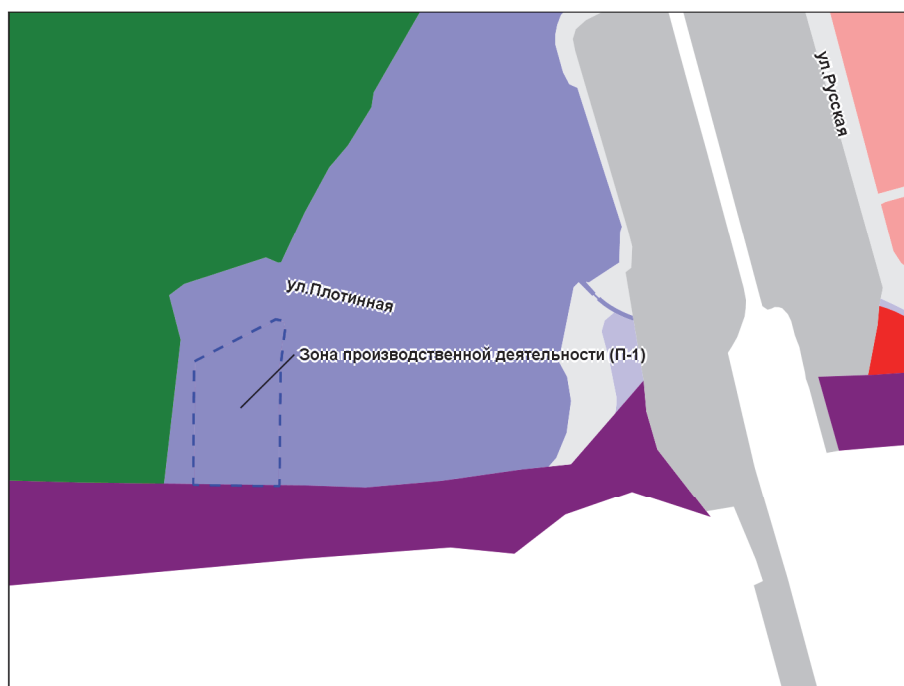 ул.Русская
ул.Плотинная
Зона производственной деятельности (П-1)